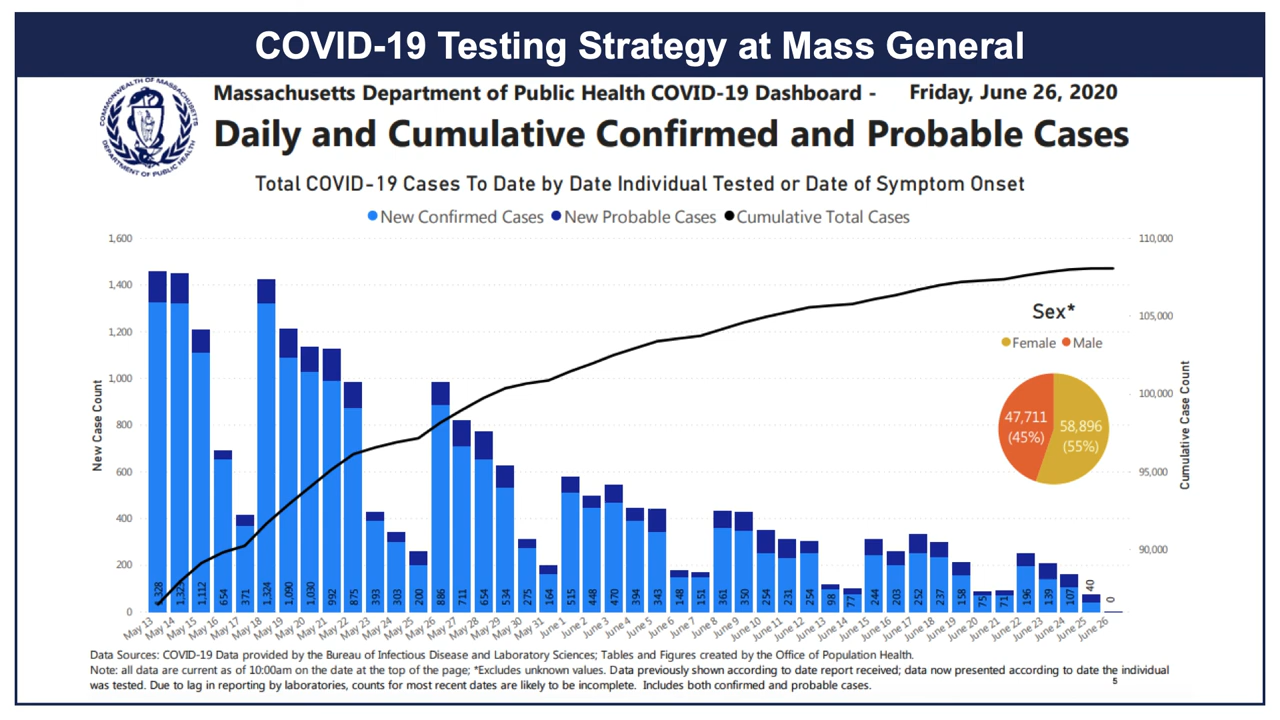 COVID-19 Testing Strategy at Mass General
COMMONWEALTH OF MASSACHUSETTS
DEPARTMENT OF PUBLIC HEALTH
Massachusetts Department of Public Health COVID-19 Dashboard - Friday, June 26, 2020
Daily and Cumulative Confirmed and Probable Cases
Total COVID-19 Cases To Date by Date Individual Tested or Date of Symptom Onset
New Confirmed Cases New Probable Cases Cumulative Total Cases
New Case Count
1,600
1,400
1,200
1,000
800
600
400
200
0
1,328 1,323 1,112 654 371 1,324 1,090 1,030 992 875 393 303 200 886 711 654 534 275 164 515 448 470 394 343 148 151 361 350 254 231 254 98 77 244 203 252 237 158 75 71 196 139 107 40 0
May 13 May 14 May 15 May 16 May 17 May 18 May 19 May 20 May 21 May 22 May 23 May 24 May 25 May 26 May 27 May 28 May 29 May 30 May 31 June 1 June 2 June 3 June 4 June 5 June 6 June 7 June 8 June 9 June 10 June 11 June 12 June 13 June 14 June 15 June 16 June 17 June 18 June 19 June 20 June 21 June 22 June 23 June 24 June 25 June 26
110,000
105,000
100,000
95,000
90,000
Cumulative Case Count
Sex*
Female Male
47,711
(45%)
58,896
(55%)
Data Sources: COVID-19 Data provided by the Bureau of Infectious Disease and Laboratory Sciences; Tables and Figures created by the Office of Population Health.
Note: all data are current as of 10:00am on the date at the top of the page; *Excludes unknown values. Data previously shown according to date report received; data now presented according to date the individual
was tested. Due to lag in reporting by laboratories, counts for most recent dates are likely to be incomplete. Includes both confirmed and probable cases.
5